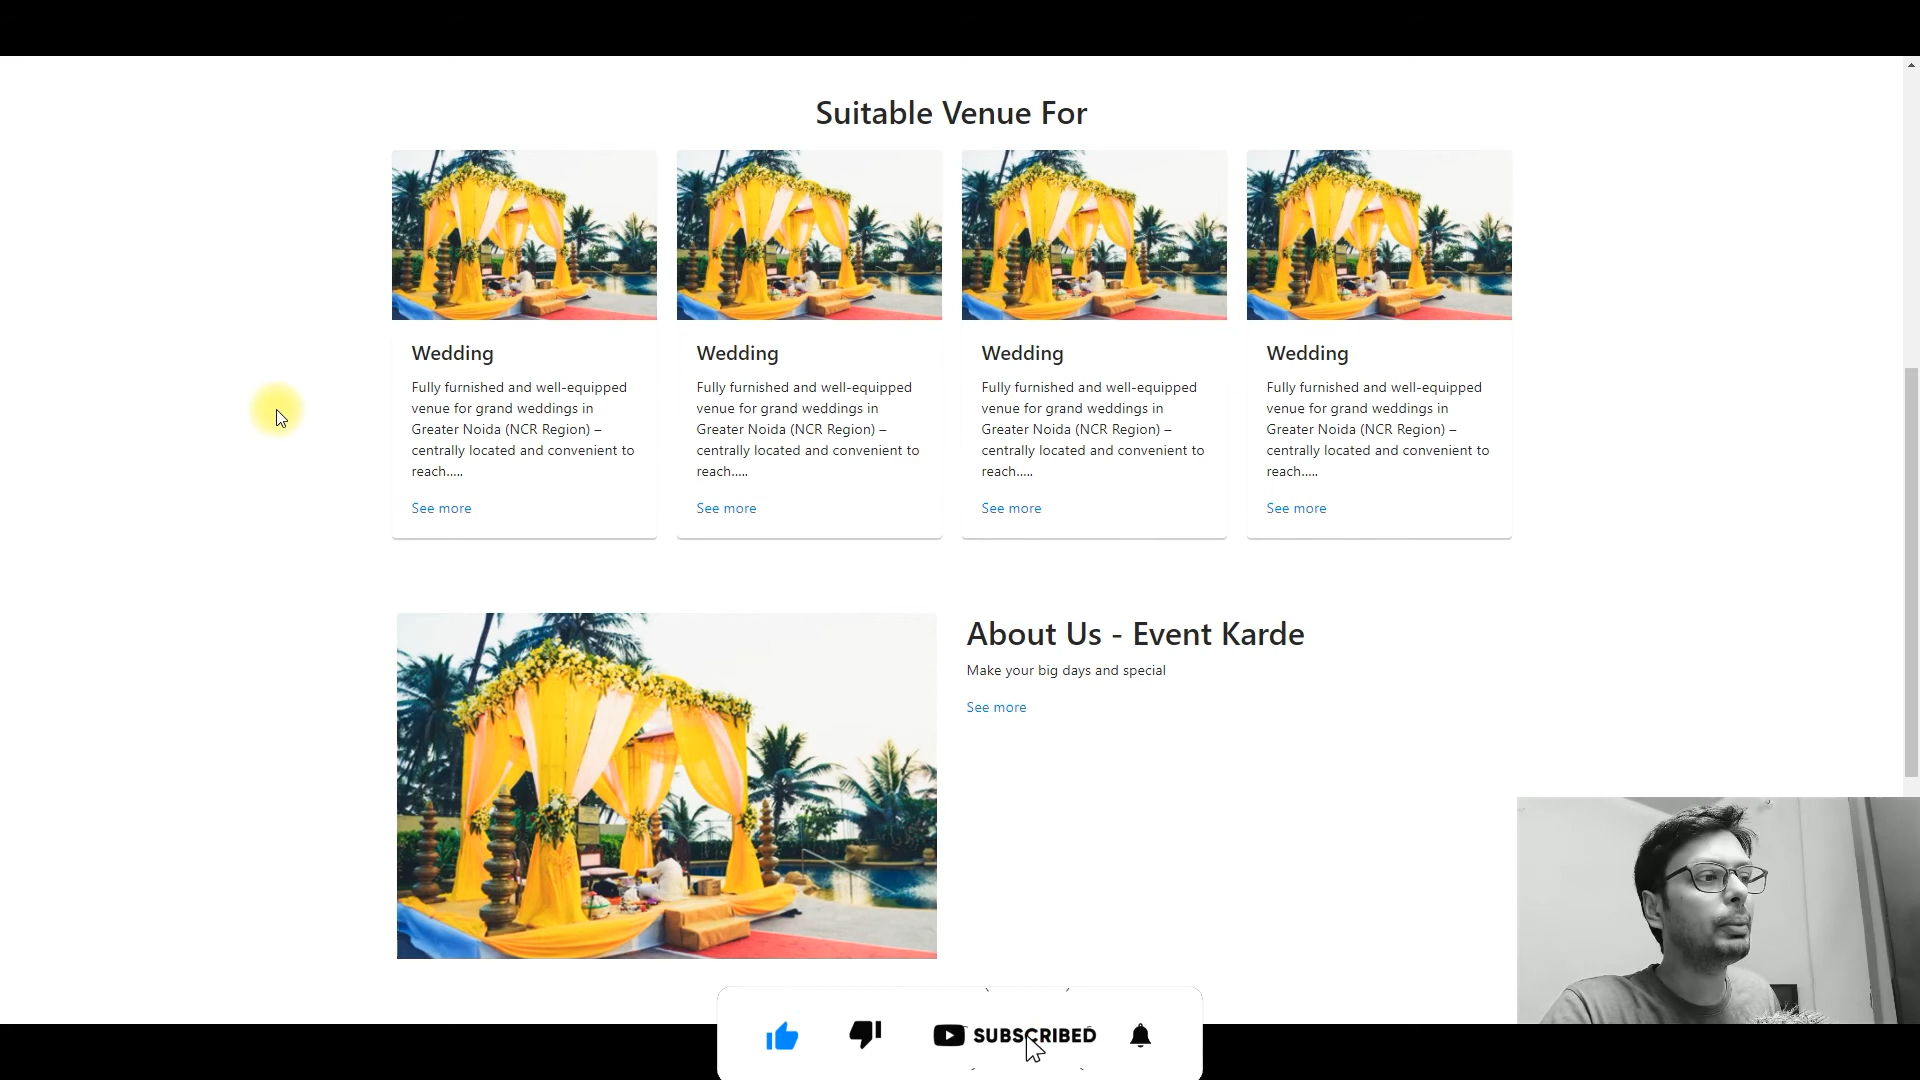 Suitable Venue For
Wedding
Fully furnished and well-equipped
venue for grand weddings in
Greater Noida (NCR Region) –
centrally located and convenient to
reach.....
See more
Wedding
Fully furnished and well-equipped
venue for grand weddings in
Greater Noida (NCR Region) –
centrally located and convenient to
reach.....
See more
Wedding
Fully furnished and well-equipped
venue for grand weddings in
Greater Noida (NCR Region) –
centrally located and convenient to
reach.....
See more
Wedding
Fully furnished and well-equipped
venue for grand weddings in
Greater Noida (NCR Region) –
centrally located and convenient to
reach.....
See more
About Us - Event Karde
Make your big days and special
See more
SUBSCRIBED